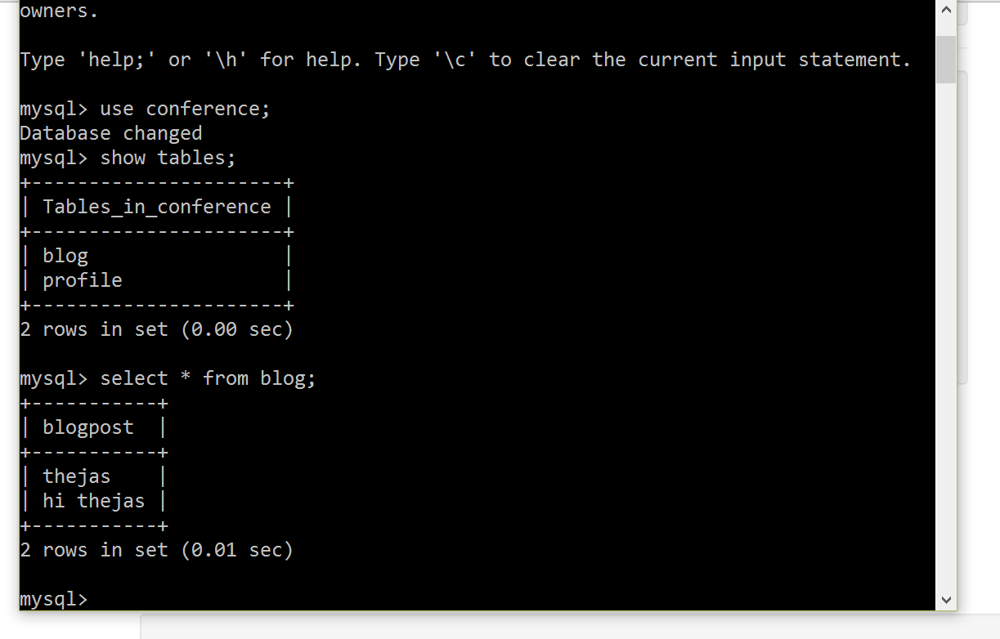 owners.
Type 'help;' or '\h' for help. Type '\c' to clear the current input statement.
mysql> use conference;
Database changed
mysql> show tables;
+----------------------+
| Tables_in_conference |
+----------------------+
| blog                 |
| profile              |
+----------------------+
2 rows in set (0.00 sec)
mysql> select * from blog;
+-----------+
| blogpost  |
+-----------+
| thejas    |
| hi thejas |
+-----------+
2 rows in set (0.01 sec)
mysql>